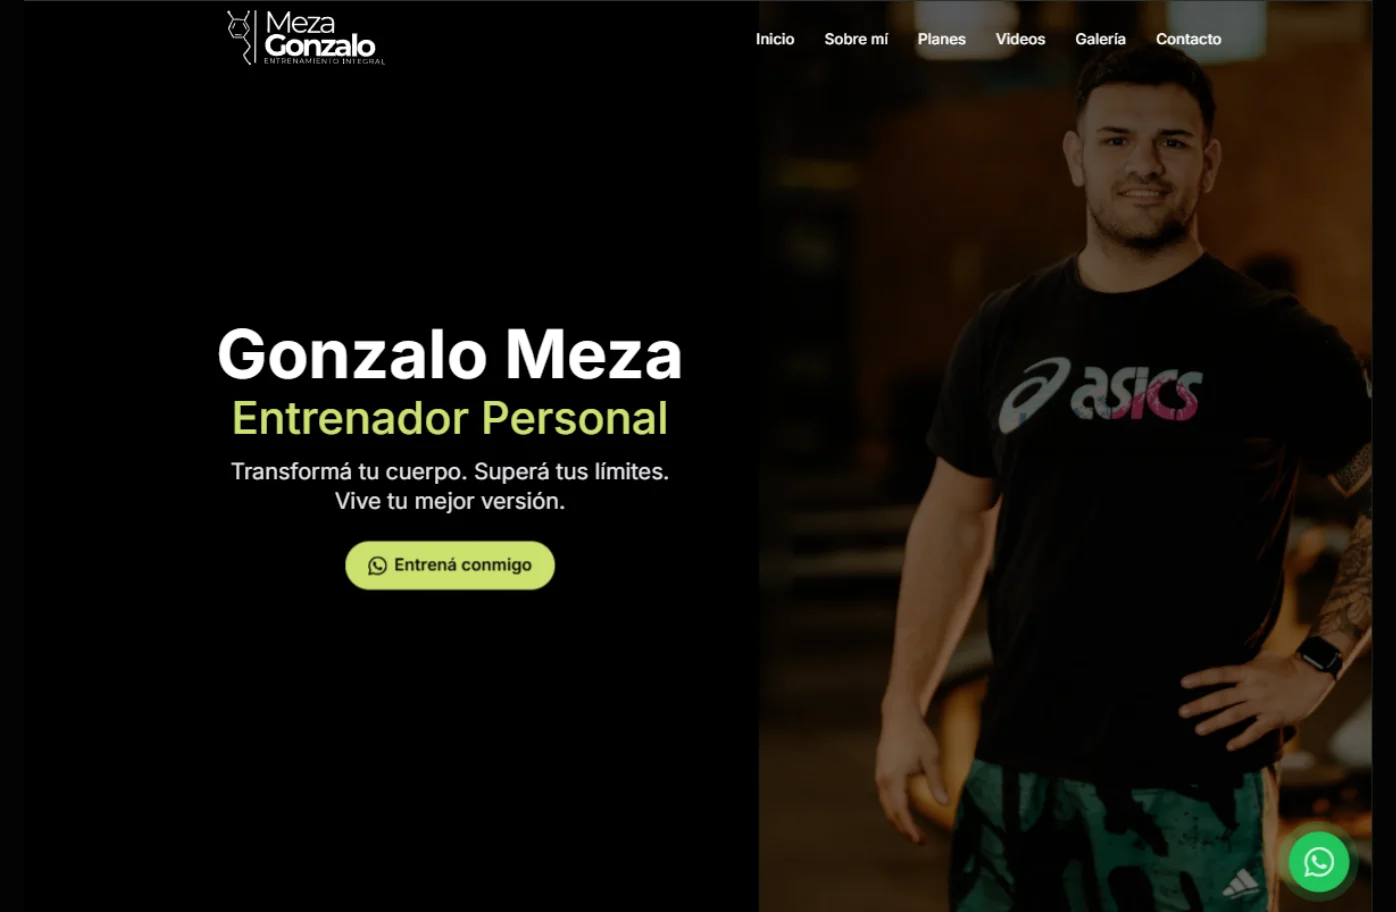 Meza
Gonzalo
ENTRENAMIENTO INTEGRAL
Inicio
Sobre mí
Planes
Videos
Galería
Contacto
Gonzalo Meza
Entrenador Personal
Transformá tu cuerpo. Superá tus límites.
Vive tu mejor versión.
Entrená conmigo
asics